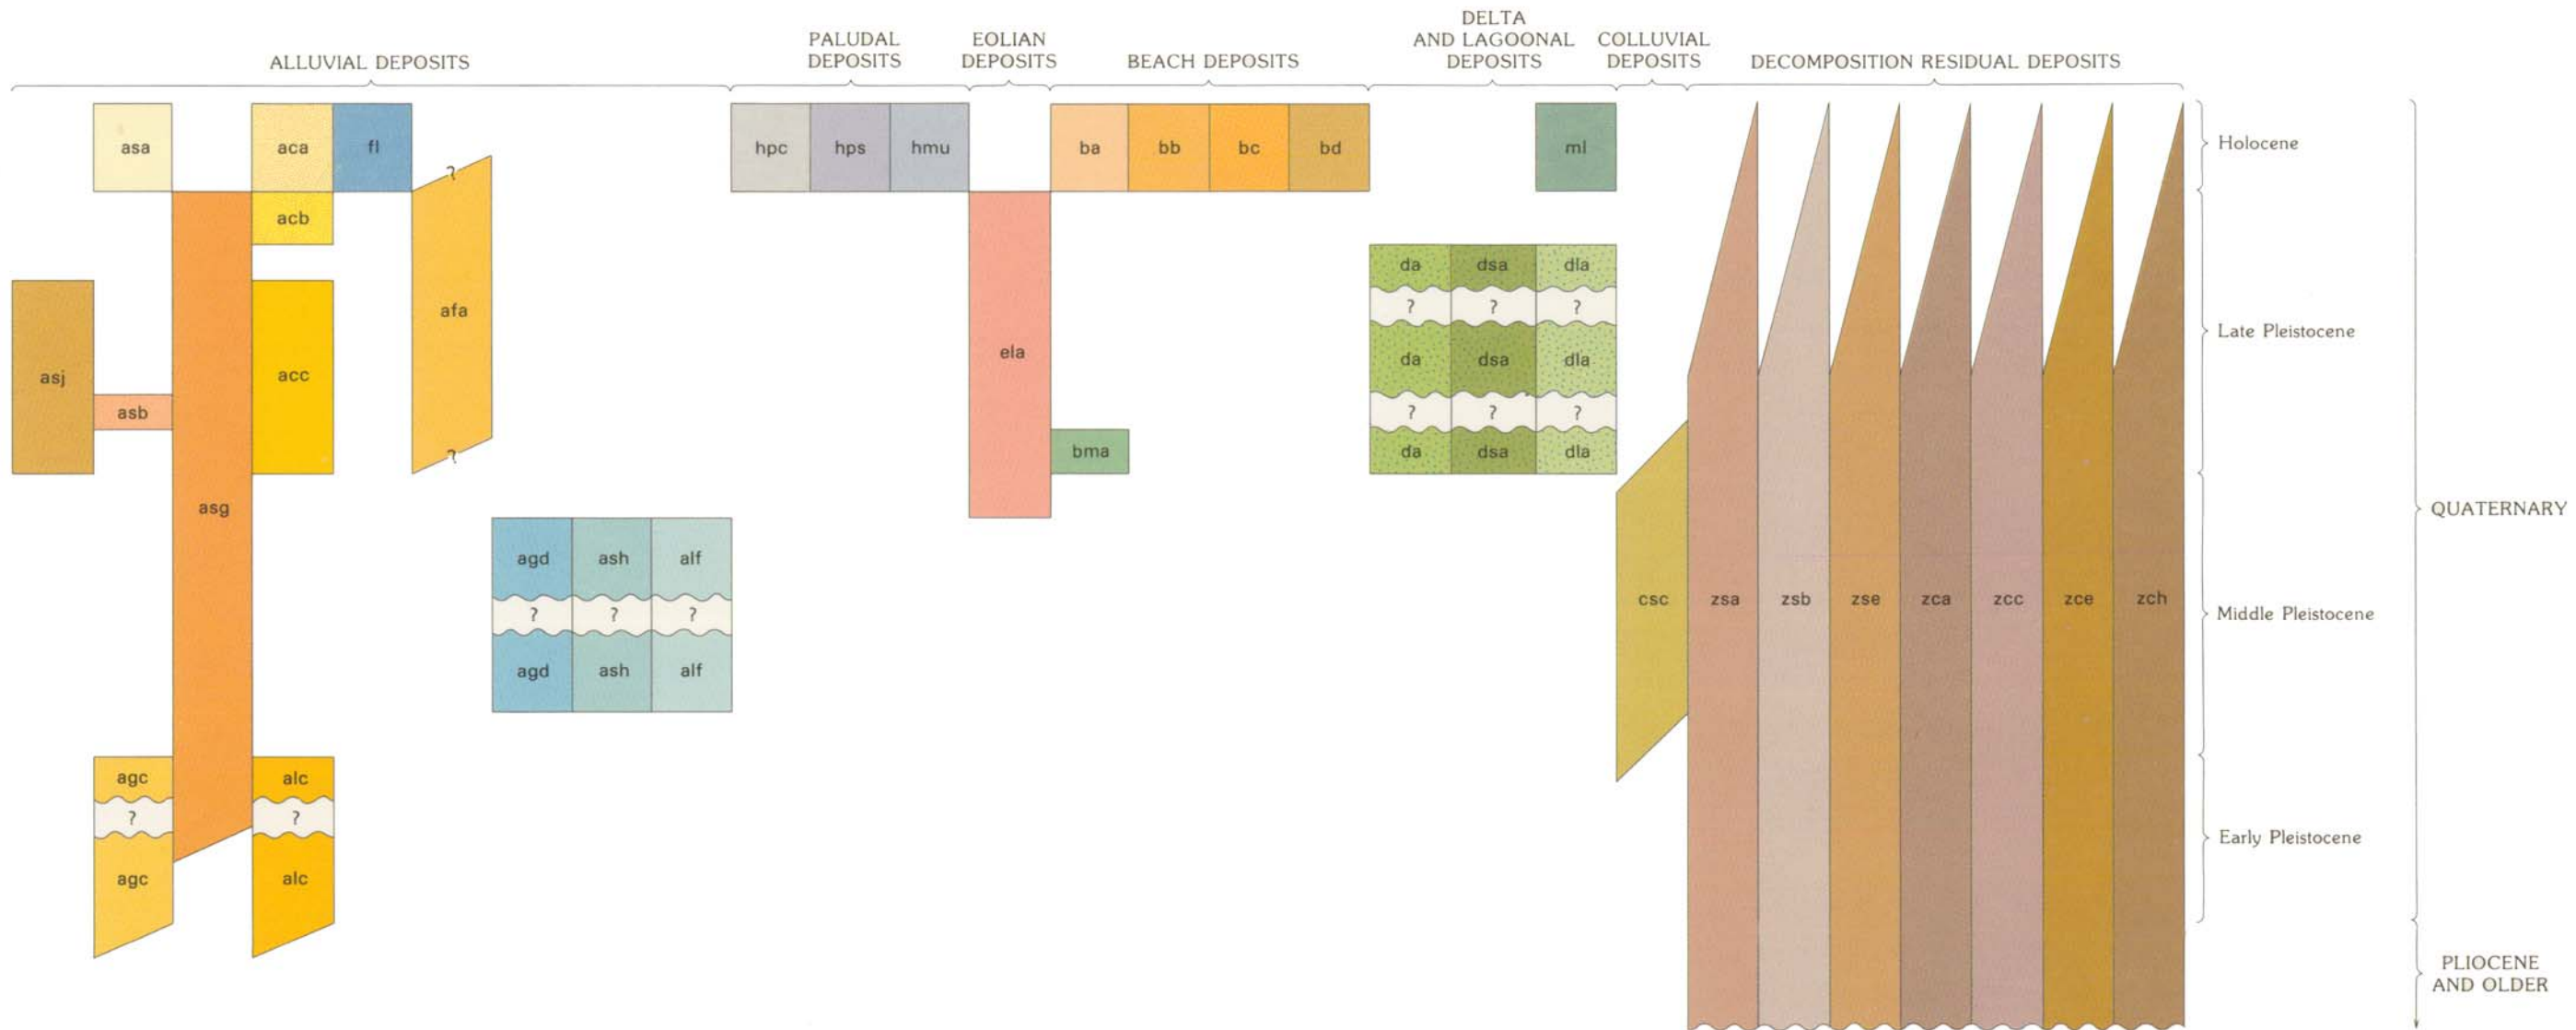 DELTA
PALUDAL EOLIAN AND LAGOONAL COLLUVIAL
ALLUVIAL DEPOSITS DEPOSITS DEPOSITS BEACH DEPOSITS DEPOSITS DEPOSITS DECOMPOSITION RESIDUAL DEPOSITS
asa aca fl hpc hps hmu ba bb bc bd ml Holocene
?
acb
da dsa dla
afa ? ? ?
Late Pleistocene
ela
asj acc da dsa dla
asb ? ? ?
bma da dsa dla
?
asg QUATERNARY
agd ash alf
csc zsa zsb zse zca zcc zce zch
? ? ? Middle Pleistocene
agd ash alf
agc alc
? ?
Early Pleistocene
agc alc
PLIOCENE
AND OLDER